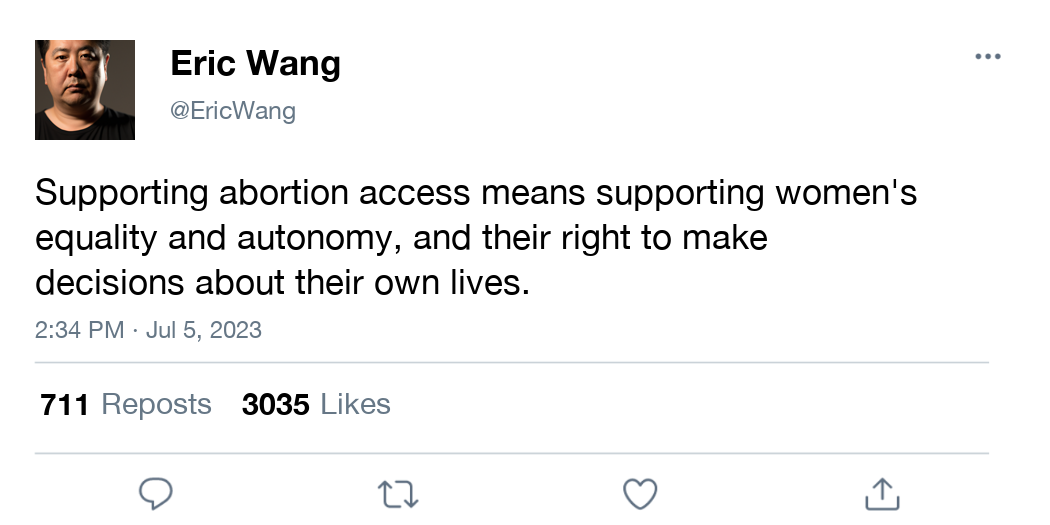 Eric Wang
@EricWang
Supporting abortion access means supporting women's
equality and autonomy, and their right to make
decisions about their own lives.
2:34 PM · Jul 5, 2023
711 Reposts 3035 Likes